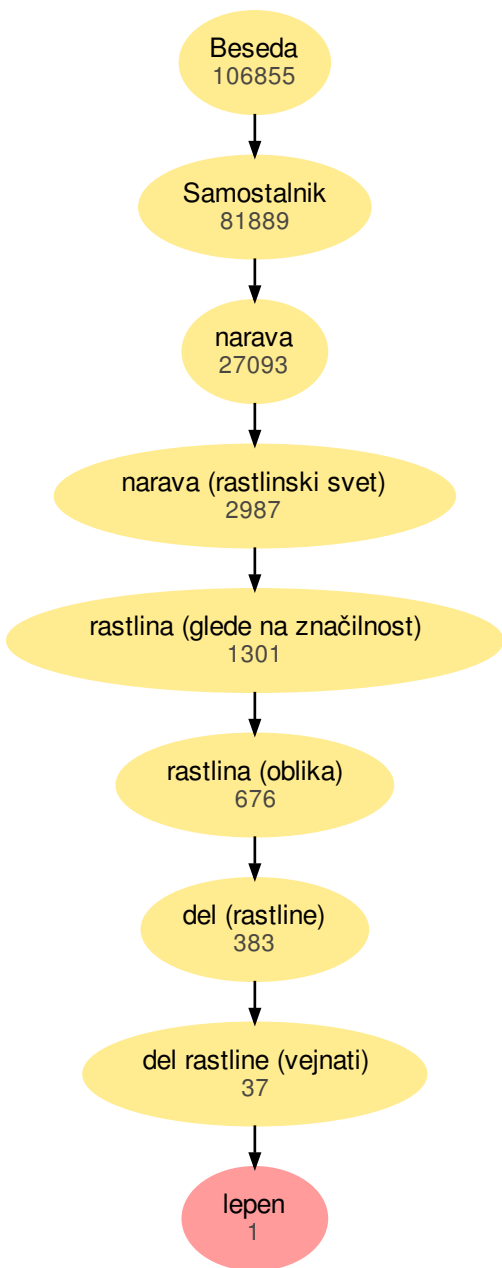 Beseda
106855
Samostalnik
81889
narava
27093
narava (rastlinski svet)
2987
rastlina (glede na značilnost)
1301
rastlina (oblika)
676
del (rastline)
383
del rastline (vejnati)
37
lepen
1